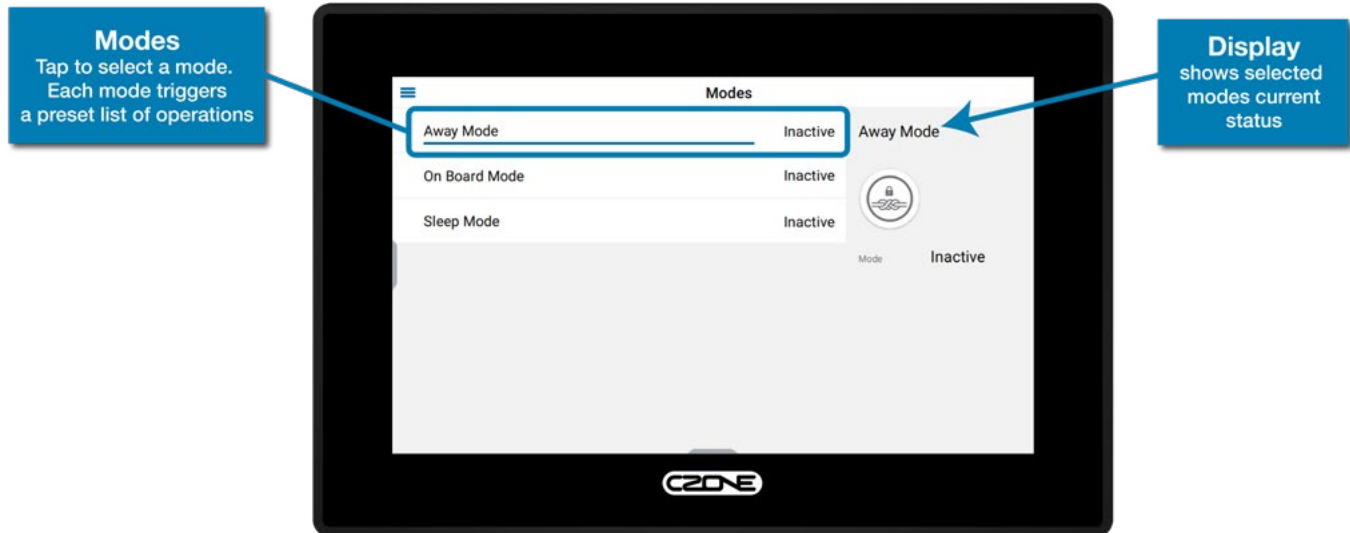 Modes
Tap to select a mode.
Each mode triggers
a preset list of operations
Display
shows selected
modes current
status
Modes
Away Mode Inactive
On Board Mode Inactive
Sleep Mode Inactive
Away Mode
Mode Inactive
CZONE